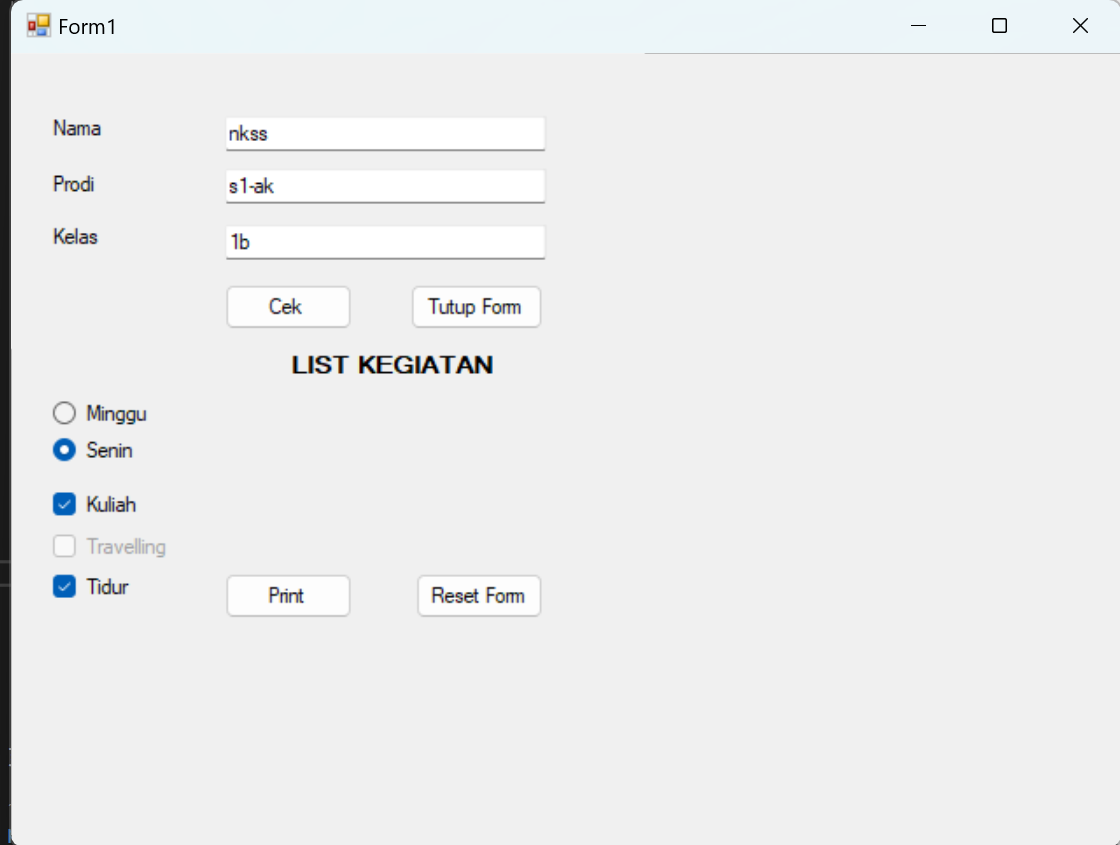 Form1
Nama nkss
Prodi s1-ak
Kelas 1b
Cek Tutup Form
LIST KEGIATAN
Minggu
Senin
Kuliah
Travelling
Tidur Print Reset Form